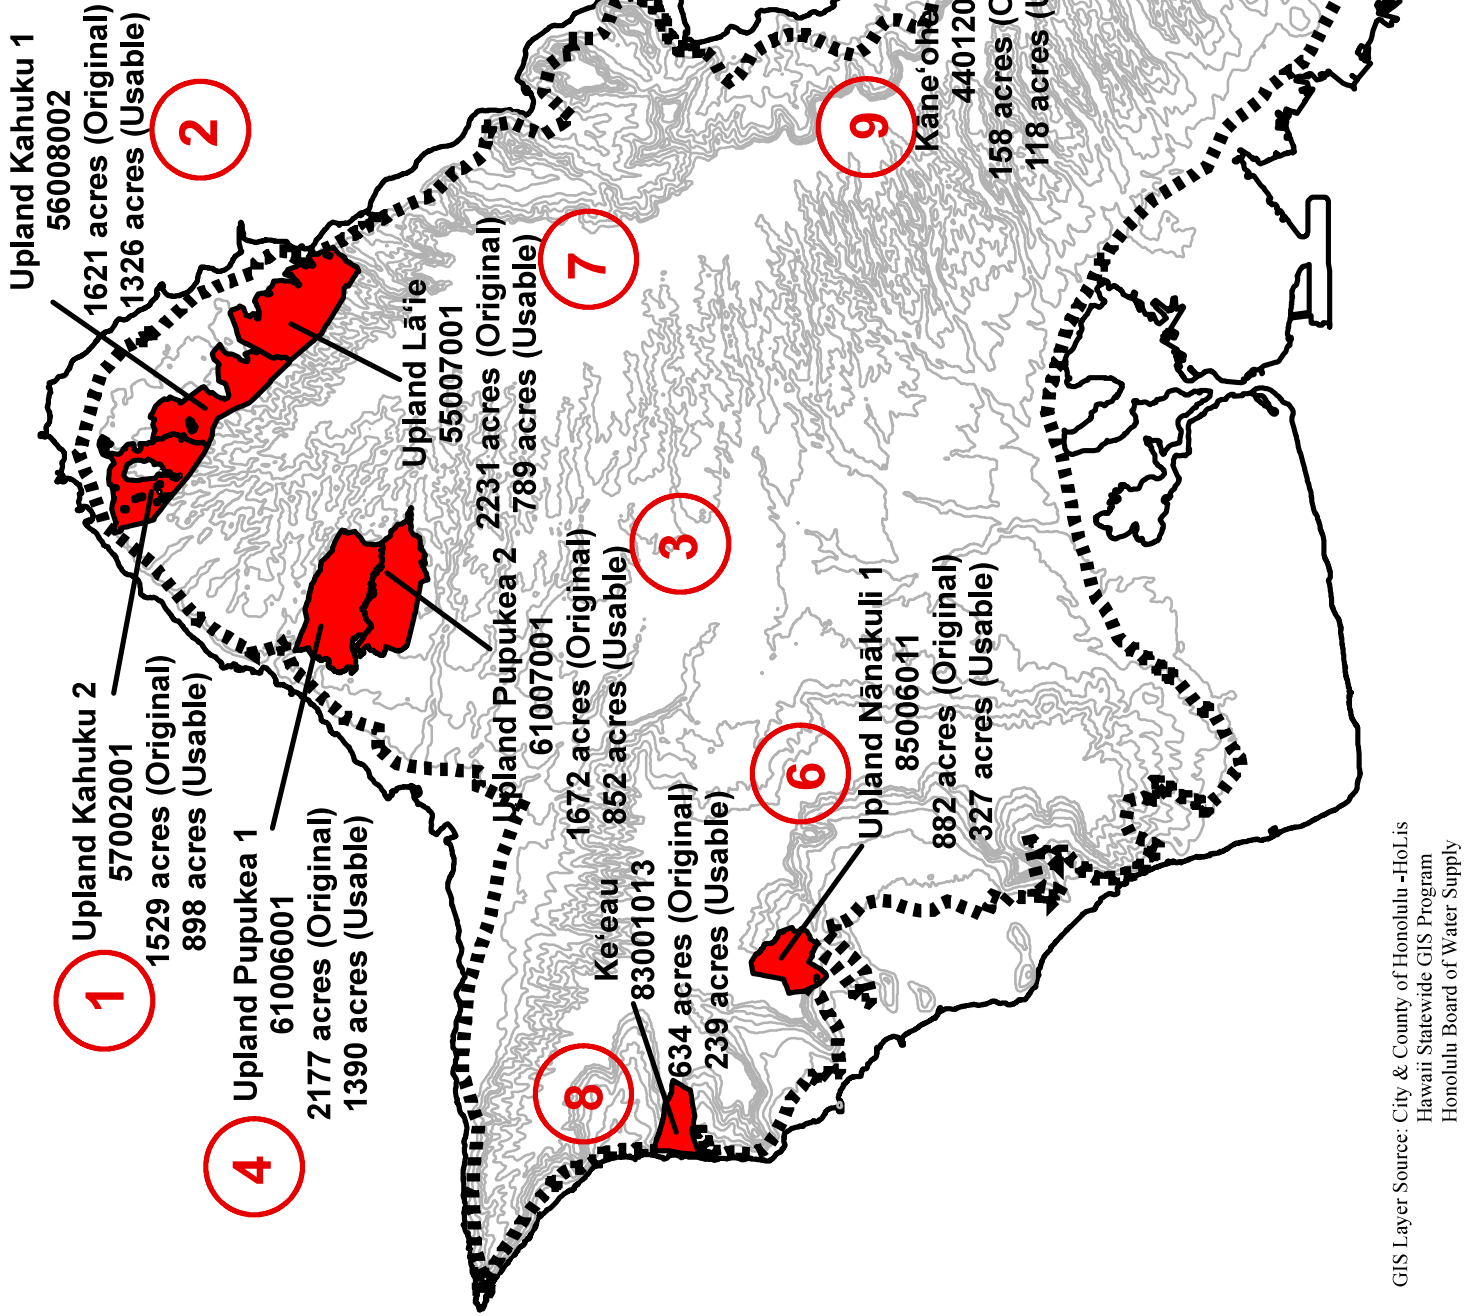 Upland Kahuku 1
56008002
1621 acres (Original)
1326 acres (Usable)
2
Upland Kahuku 2
57002001
1529 acres (Original)
898 acres (Usable)
1
Upland Pupukea 1
61006001
2177 acres (Original)
1390 acres (Usable)
4
Upland Lāʻie
55007001
2231 acres (Original)
789 acres (Usable)
7
Upland Pupukea 2
61007001
1672 acres (Original)
852 acres (Usable)
3
Keʻeau
83001013
634 acres (Original)
239 acres (Usable)
8
Upland Nānākuli 1
85006011
882 acres (Original)
327 acres (Usable)
6
Kāneʻohe
440120
158 acres (O
118 acres (U
9
GIS Layer Source: City & County of Honolulu -HoLis
Hawaii Statewide GIS Program
Honolulu Board of Water Supply